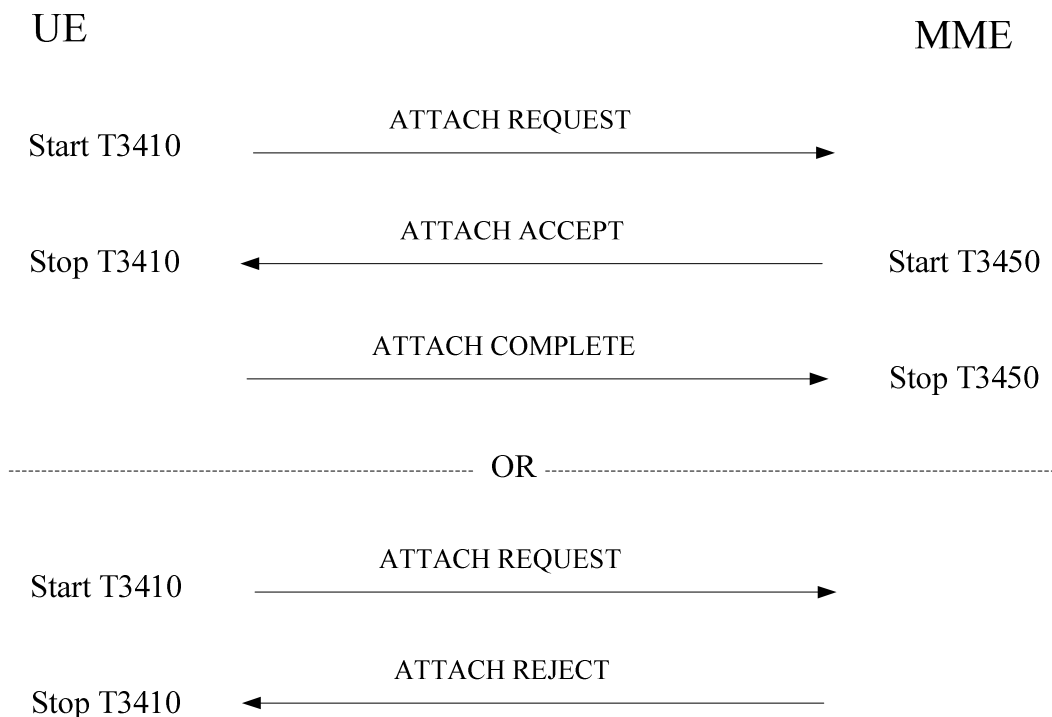 UE MME
ATTACH REQUEST
Start T3410
ATTACH ACCEPT
Stop T3410 Start T3450
ATTACH COMPLETE
Stop T3450
OR
ATTACH REQUEST
Start T3410
ATTACH REJECT
Stop T3410